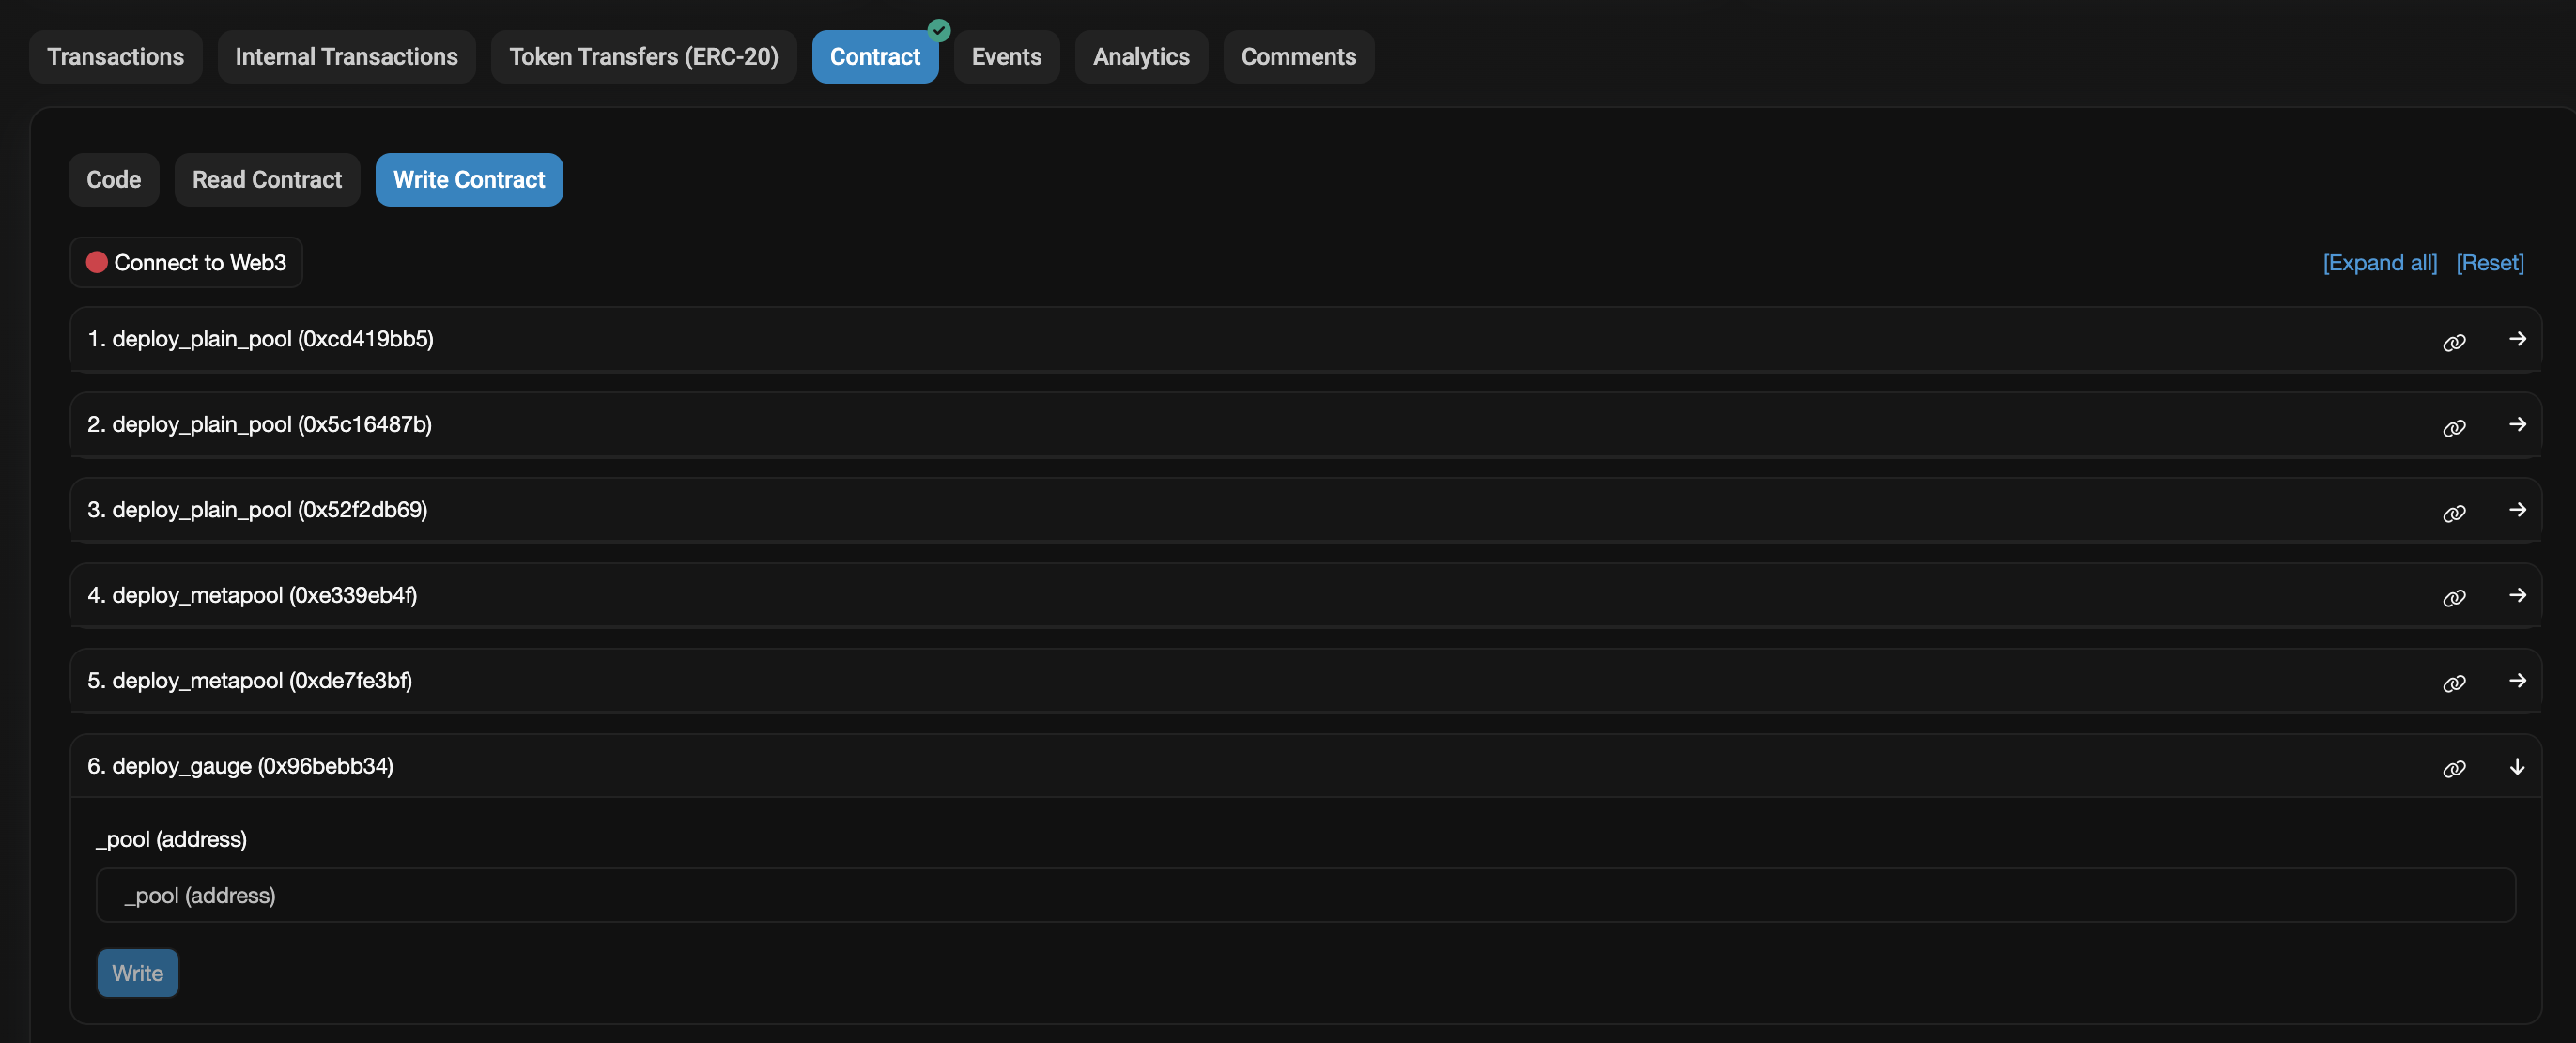 Transactions Internal Transactions Token Transfers (ERC-20) Contract Events Analytics Comments
Code Read Contract Write Contract
Connect to Web3 [Expand all] [Reset]
1. deploy_plain_pool (0xcd419bb5)
2. deploy_plain_pool (0x5c16487b)
3. deploy_plain_pool (0x52f2db69)
4. deploy_metapool (0xe339eb4f)
5. deploy_metapool (0xde7fe3bf)
6. deploy_gauge (0x96bebb34)
_pool (address)
_pool (address)
Write